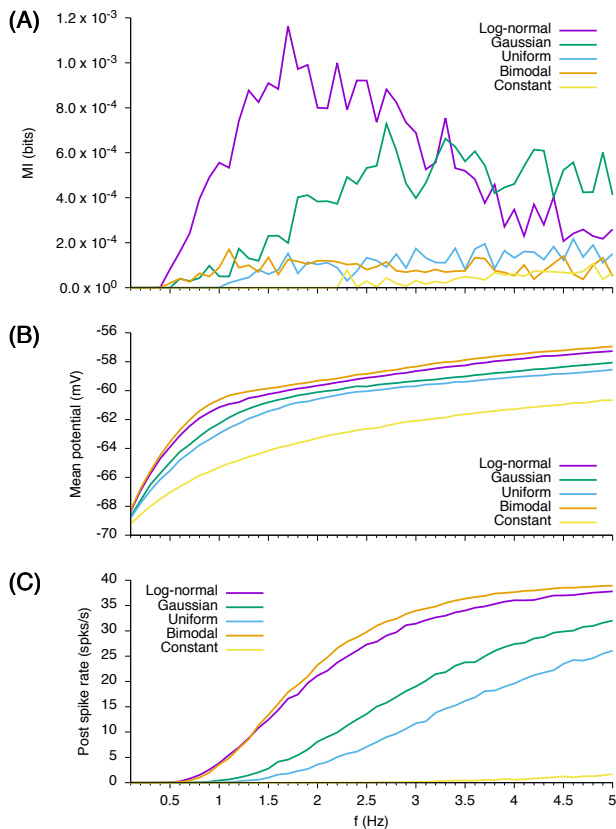 (A)
1.2 x 10⁻³
1.0 x 10⁻³
8.0 x 10⁻⁴
6.0 x 10⁻⁴
4.0 x 10⁻⁴
2.0 x 10⁻⁴
0.0 x 10⁰
MI (bits)
Log-normal
Gaussian
Uniform
Bimodal
Constant
(B)
-56
-58
-60
-62
-64
-66
-68
-70
Mean potential (mV)
Log-normal
Gaussian
Uniform
Bimodal
Constant
(C)
40
35
30
25
20
15
10
5
0
Post spike rate (spks/s)
Log-normal
Gaussian
Uniform
Bimodal
Constant
0.5 1 1.5 2 2.5 3 3.5 4 4.5 5
f (Hz)